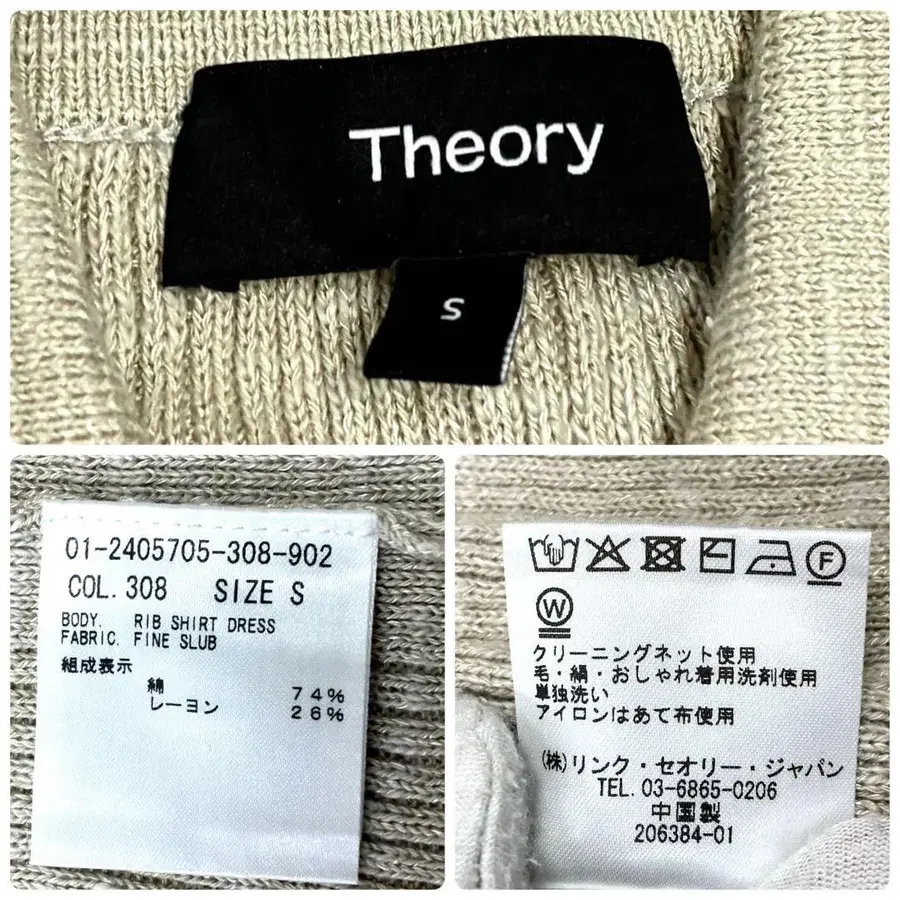 Theory
S
01-2405705-308-902
COL. 308 SIZE S
BODY. RIB SHIRT DRESS
FABRIC. FINE SLUB
組成表示
綿 74%
レーヨン 26%
F
W
クリーニングネット使用
毛・絹・おしゃれ着用洗剤使用
単独洗い
アイロンはあて布使用
(株)リンク・セオリー・ジャパン
TEL. 03-6865-0206
中国製
206384-01